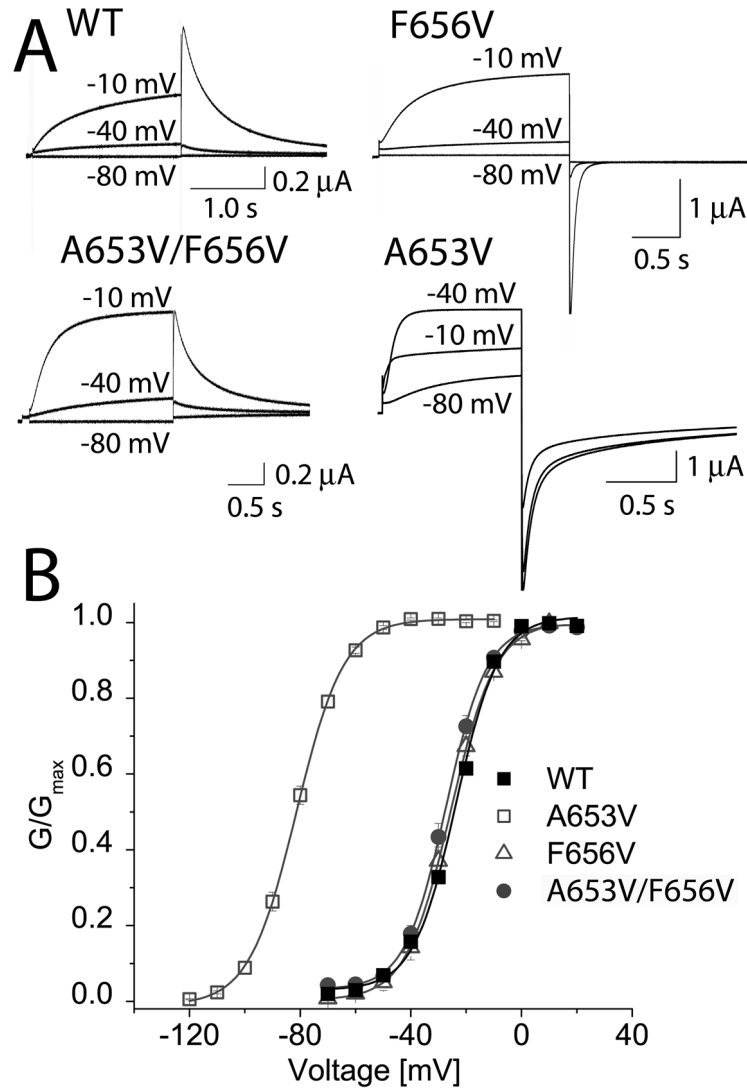 A
WT
-10 mV
-40 mV
-80 mV
0.2 µA
1.0 s
F656V
-10 mV
-40 mV
-80 mV
1 µA
0.5 s
A653V/F656V
-10 mV
-40 mV
-80 mV
0.2 µA
0.5 s
A653V
-40 mV
-10 mV
-80 mV
1 µA
0.5 s
B
G/Gmax
1.0
0.8
0.6
0.4
0.2
0.0
WT
A653V
F656V
A653V/F656V
-120 -80 -40 0 40
Voltage [mV]